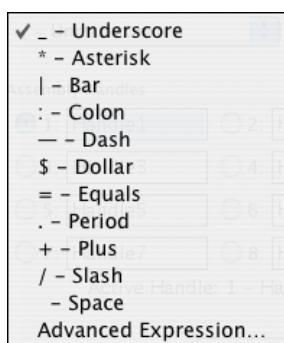 ✓ _ – Underscore
* – Asterisk
| – Bar
: – Colon
— – Dash
$ – Dollar
= – Equals
. – Period
+ – Plus
/ – Slash
– Space
Advanced Expression...